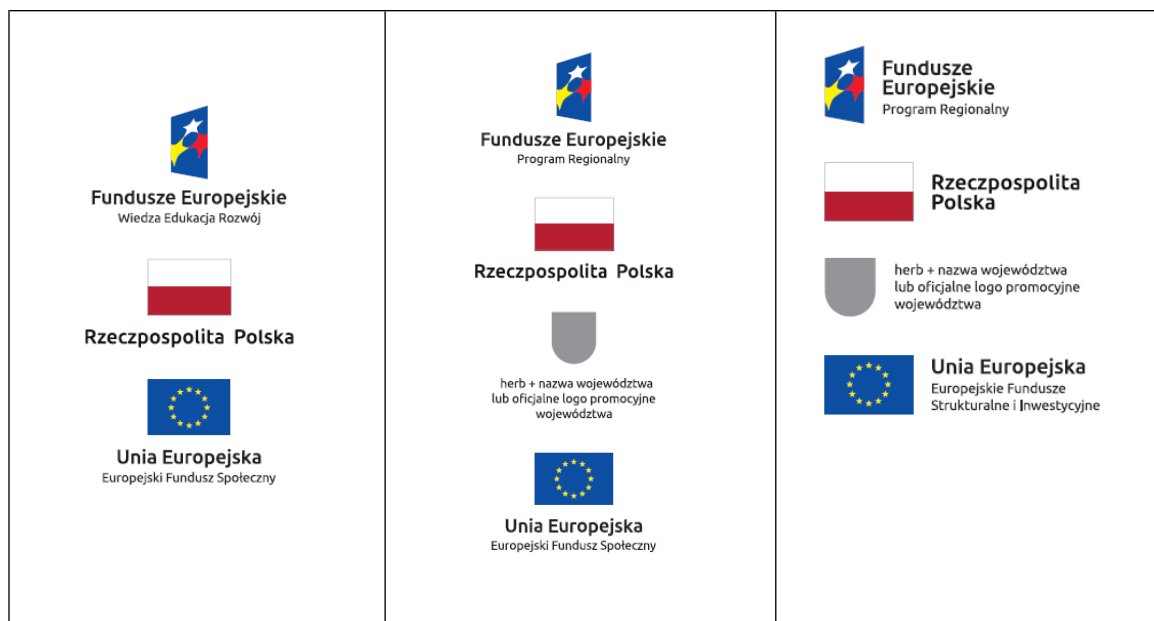 Fundusze Europejskie
Wiedza Edukacja Rozwój
Rzeczpospolita Polska
Unia Europejska
Europejski Fundusz Społeczny
Fundusze Europejskie
Program Regionalny
Rzeczpospolita Polska
herb + nazwa województwa
lub oficjalne logo promocyjne
województwa
Unia Europejska
Europejski Fundusz Społeczny
Fundusze
Europejskie
Program Regionalny
Rzeczpospolita
Polska
herb + nazwa województwa
lub oficjalne logo promocyjne
województwa
Unia Europejska
Europejskie Fundusze
Strukturalne i Inwestycyjne